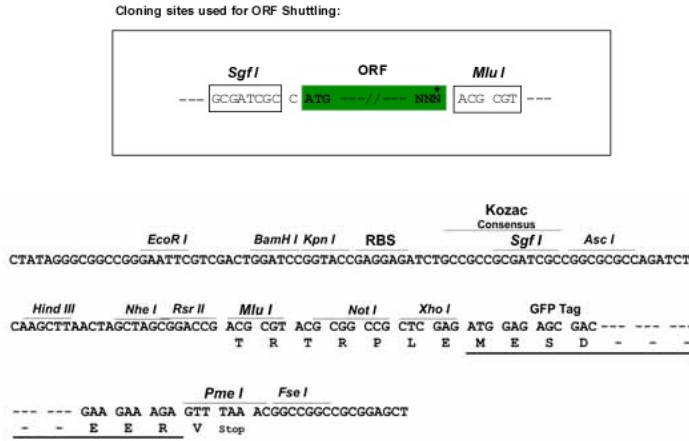 Cloning sites used for ORF Shuttling:
Sgf I ORF Mlu I
*
--- GCGATCGC C ATG ---//--- NNN ACG CGT ---
Kozac
Consensus
EcoR I BamH I Kpn I RBS Sgf I Asc I
CTATAGGGCGGCCGGGAATTCGTCGACTGGATCCGGTACCGAGGAGATCTGCCGCCGCGATCGCCGGCGCGCCAGATCT
Hind III Nhe I Rsr II Mlu I Not I Xho I GFP Tag
CAAGCTTAACTAGCTAGCGGACCG ACG CGT ACG CGG CCG CTC GAG ATG GAG AGC GAC--- --- ---
T R T R P L E M E S D - - -
Pme I Fse I
--- --- GAA GAA AGA GTT TAA ACGGCCGGCCGCGGAGCT
- - E E R V Stop